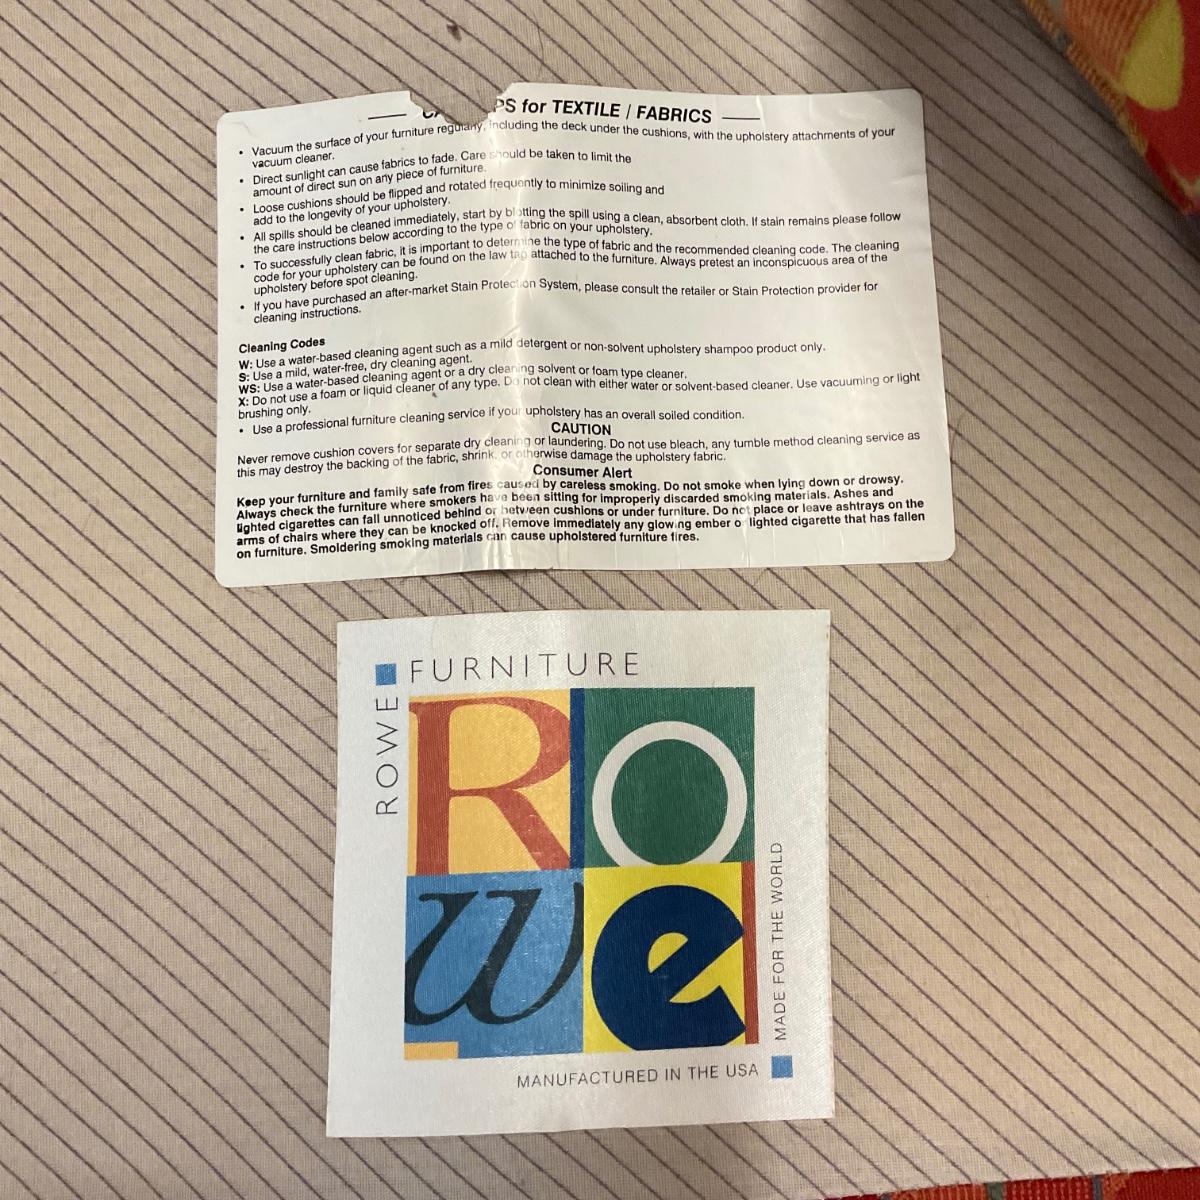 PS for TEXTILE / FABRICS
• Vacuum the surface of your furniture regularly, including the deck under the cushions, with the upholstery attachments of your
vacuum cleaner.
• Direct sunlight can cause fabrics to fade. Care should be taken to limit the
amount of direct sun on any piece of furniture.
• Loose cushions should be flipped and rotated frequently to minimize soiling and
add to the longevity of your upholstery.
• All spills should be cleaned immediately, start by blotting the spill using a clean, absorbent cloth. If stain remains please follow
the care instructions below according to the type of fabric on your upholstery.
• To successfully clean fabric, it is important to determine the type of fabric and the recommended cleaning code. The cleaning
code for your upholstery can be found on the law tag attached to the furniture. Always pretest an inconspicuous area of the
upholstery before spot cleaning.
• If you have purchased an after-market Stain Protection System, please consult the retailer or Stain Protection provider for
cleaning instructions.
Cleaning Codes
W: Use a water-based cleaning agent such as a mild detergent or non-solvent upholstery shampoo product only.
S: Use a mild, water-free, dry cleaning agent.
WS: Use a water-based cleaning agent or a dry cleaning solvent or foam type cleaner.
X: Do not use a foam or liquid cleaner of any type. Do not clean with either water or solvent-based cleaner. Use vacuuming or light
brushing only.
• Use a professional furniture cleaning service if your upholstery has an overall soiled condition.
CAUTION
Never remove cushion covers for separate dry cleaning or laundering. Do not use bleach, any tumble method cleaning service as
this may destroy the backing of the fabric, shrink, or otherwise damage the upholstery fabric.
Consumer Alert
Keep your furniture and family safe from fires caused by careless smoking. Do not smoke when lying down or drowsy.
Always check the furniture where smokers have been sitting for improperly discarded smoking materials. Ashes and
lighted cigarettes can fall unnoticed behind or between cushions or under furniture. Do not place or leave ashtrays on the
arms of chairs where they can be knocked off. Remove immediately any glowing ember or lighted cigarette that has fallen
on furniture. Smoldering smoking materials can cause upholstered furniture fires.
ROWE FURNITURE
Rowe
MADE FOR THE WORLD
MANUFACTURED IN THE USA